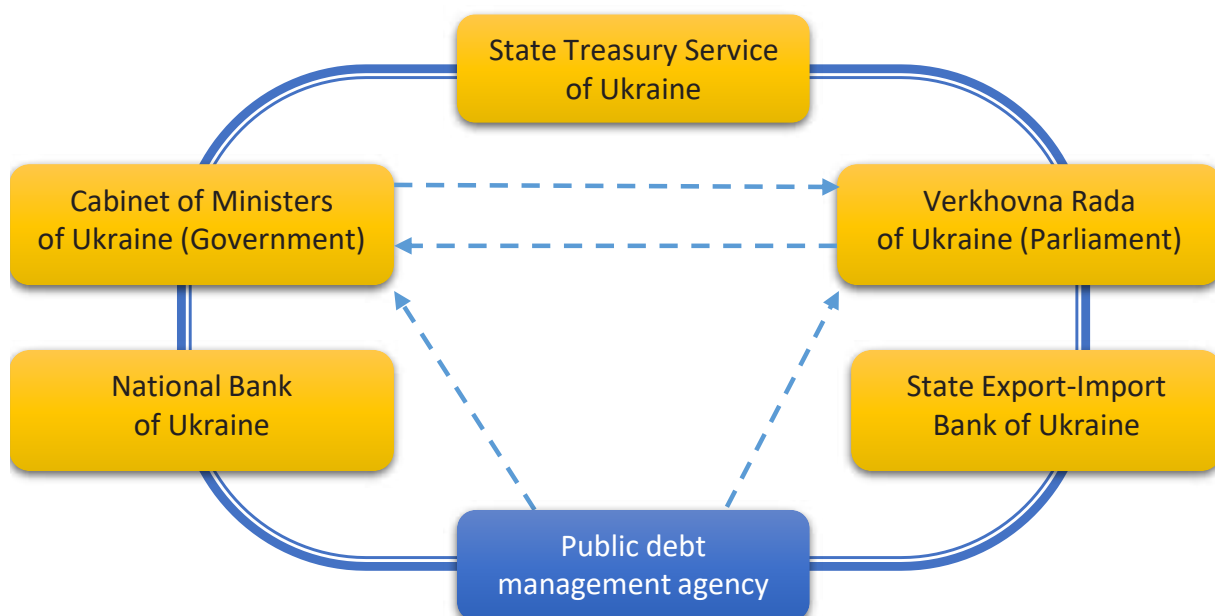 State Treasury Service
of Ukraine
Cabinet of Ministers
of Ukraine (Government)
Verkhovna Rada
of Ukraine (Parliament)
National Bank
of Ukraine
State Export-Import
Bank of Ukraine
Public debt
management agency